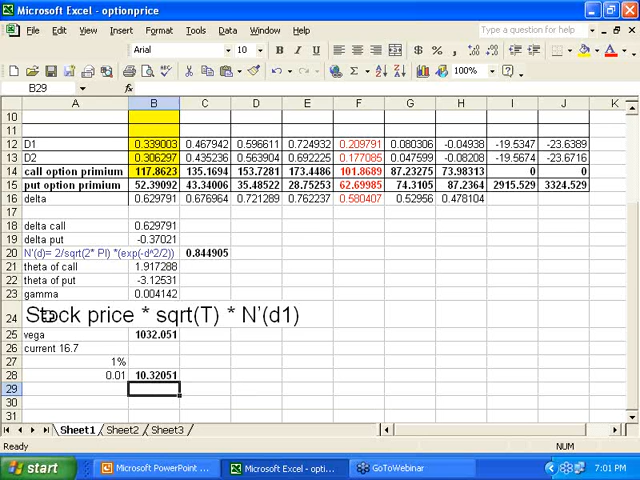 Microsoft Excel - optionprice
File Edit View Insert Format Tools Data Window Help
Type a question for help
Arial 10 B I U $ % 100%
B29 fx
A B C D E F G H I J K
10
11
12 D1 0.339003 0.467942 0.596611 0.724932 0.209791 0.080306 -0.04938 -19.5347 -23.6389
13 D2 0.306297 0.435236 0.563904 0.692225 0.177085 0.047599 -0.08208 -19.5674 -23.6716
14 call option primium 117.8623 135.1694 153.7281 173.4486 101.8689 87.23275 73.98313 0 0
15 put option primium 52.39092 43.34006 35.48522 28.75253 62.69985 74.3105 87.2364 2915.529 3324.529
16 delta 0.629791 0.676964 0.721289 0.762237 0.580407 0.52956 0.478104
17
18 delta call 0.629791
19 delta put -0.37021
20 N'(d)= 2/sqrt(2* PI) *(exp(-d^2/2)) 0.844905
21 theta of call 1.917288
22 theta of put -3.12531
23 gamma 0.004142
24 Stock price * sqrt(T) * N'(d1)
25 vega 1032.051
26 current 16.7
27 1%
28 0.01 10.32051
29
30
31
Sheet1 Sheet2 Sheet3
Ready NUM
start Microsoft PowerPoint ... Microsoft Excel - opti... GoToWebinar 7:01 PM